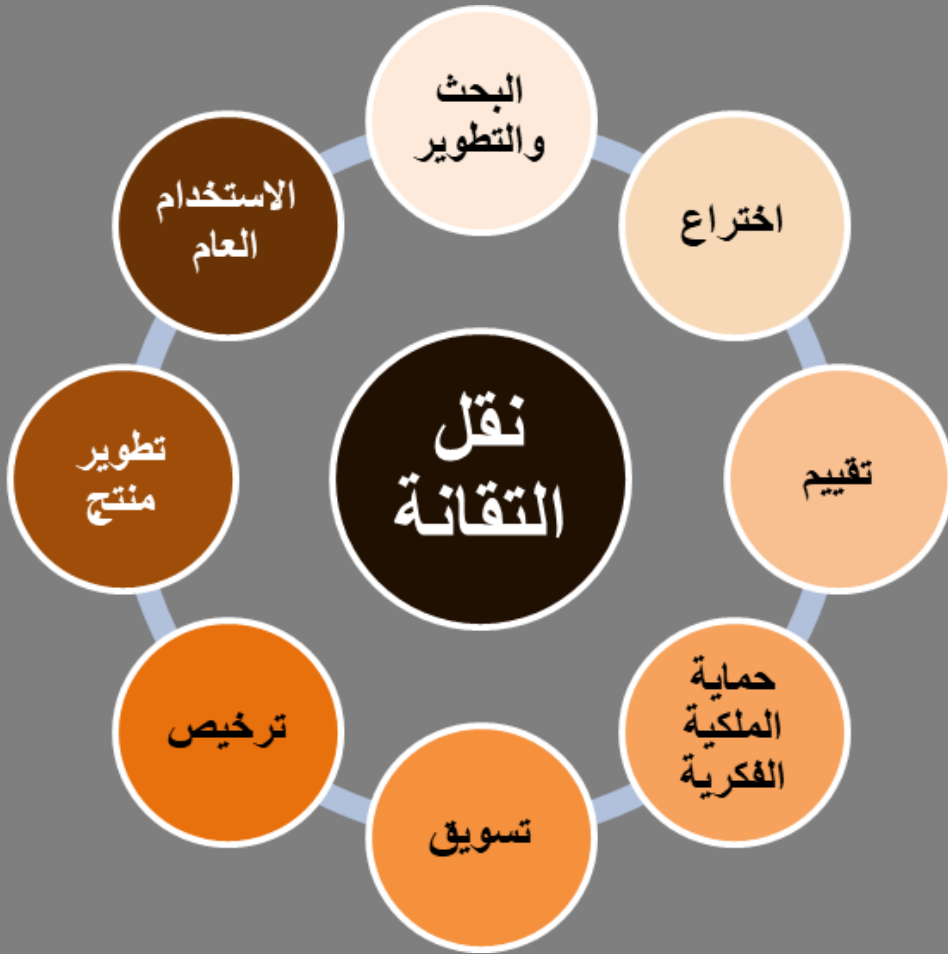 البحث
والتطوير
اختراع
تقييم
حماية
الملكية
الفكرية
تسويق
ترخيص
تطوير
منتج
الاستخدام
العام
نقل
التقانة